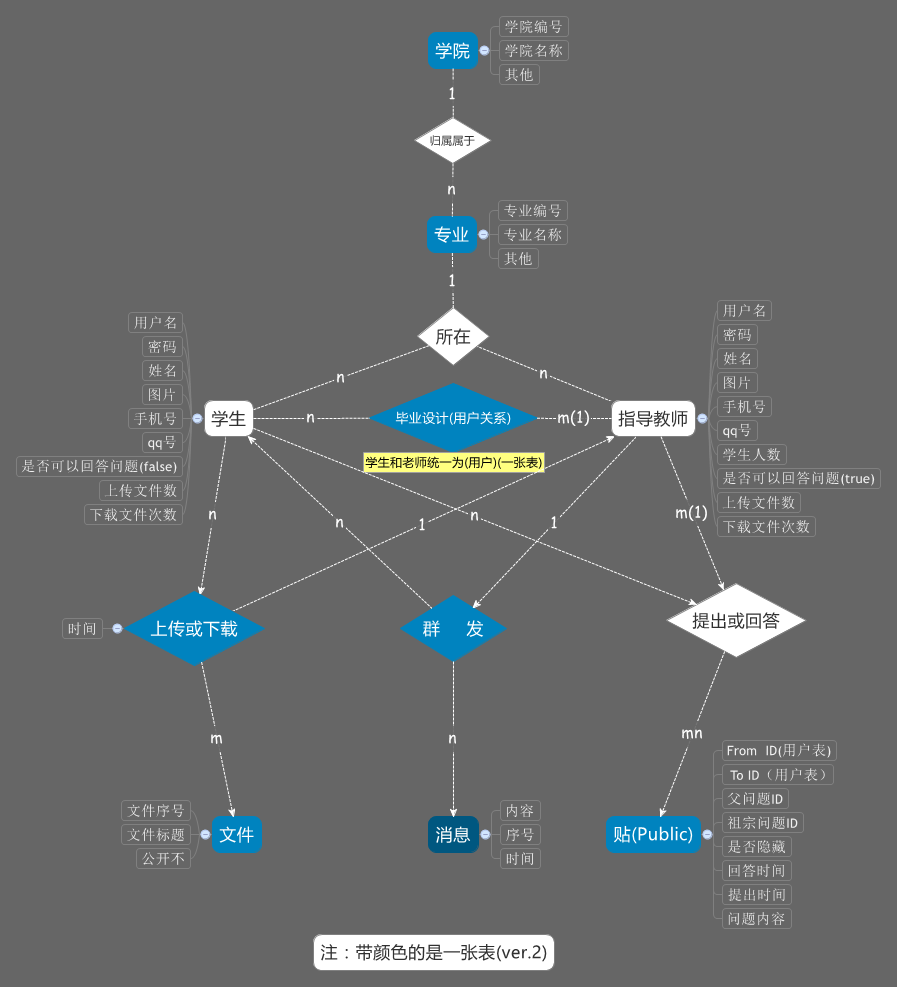 学院
学院编号
学院名称
其他
1
归属属于
n
专业
专业编号
专业名称
其他
1
所在
n
n
用户名
密码
姓名
图片
手机号
qq号
是否可以回答问题(false)
上传文件数
下载文件次数
学生
n
毕业设计(用户关系)
m(1)
指导教师
用户名
密码
姓名
图片
手机号
qq号
学生人数
是否可以回答问题(true)
上传文件数
下载文件次数
学生和老师统一为(用户)(一张表)
n
n
1
n
1
m(1)
时间
上传或下载
群 发
提出或回答
m
n
mn
文件序号
文件标题
公开不
文件
消息
内容
序号
时间
贴(Public)
From ID(用户表)
To ID（用户表）
父问题ID
祖宗问题ID
是否隐藏
回答时间
提出时间
问题内容
注：带颜色的是一张表(ver.2)